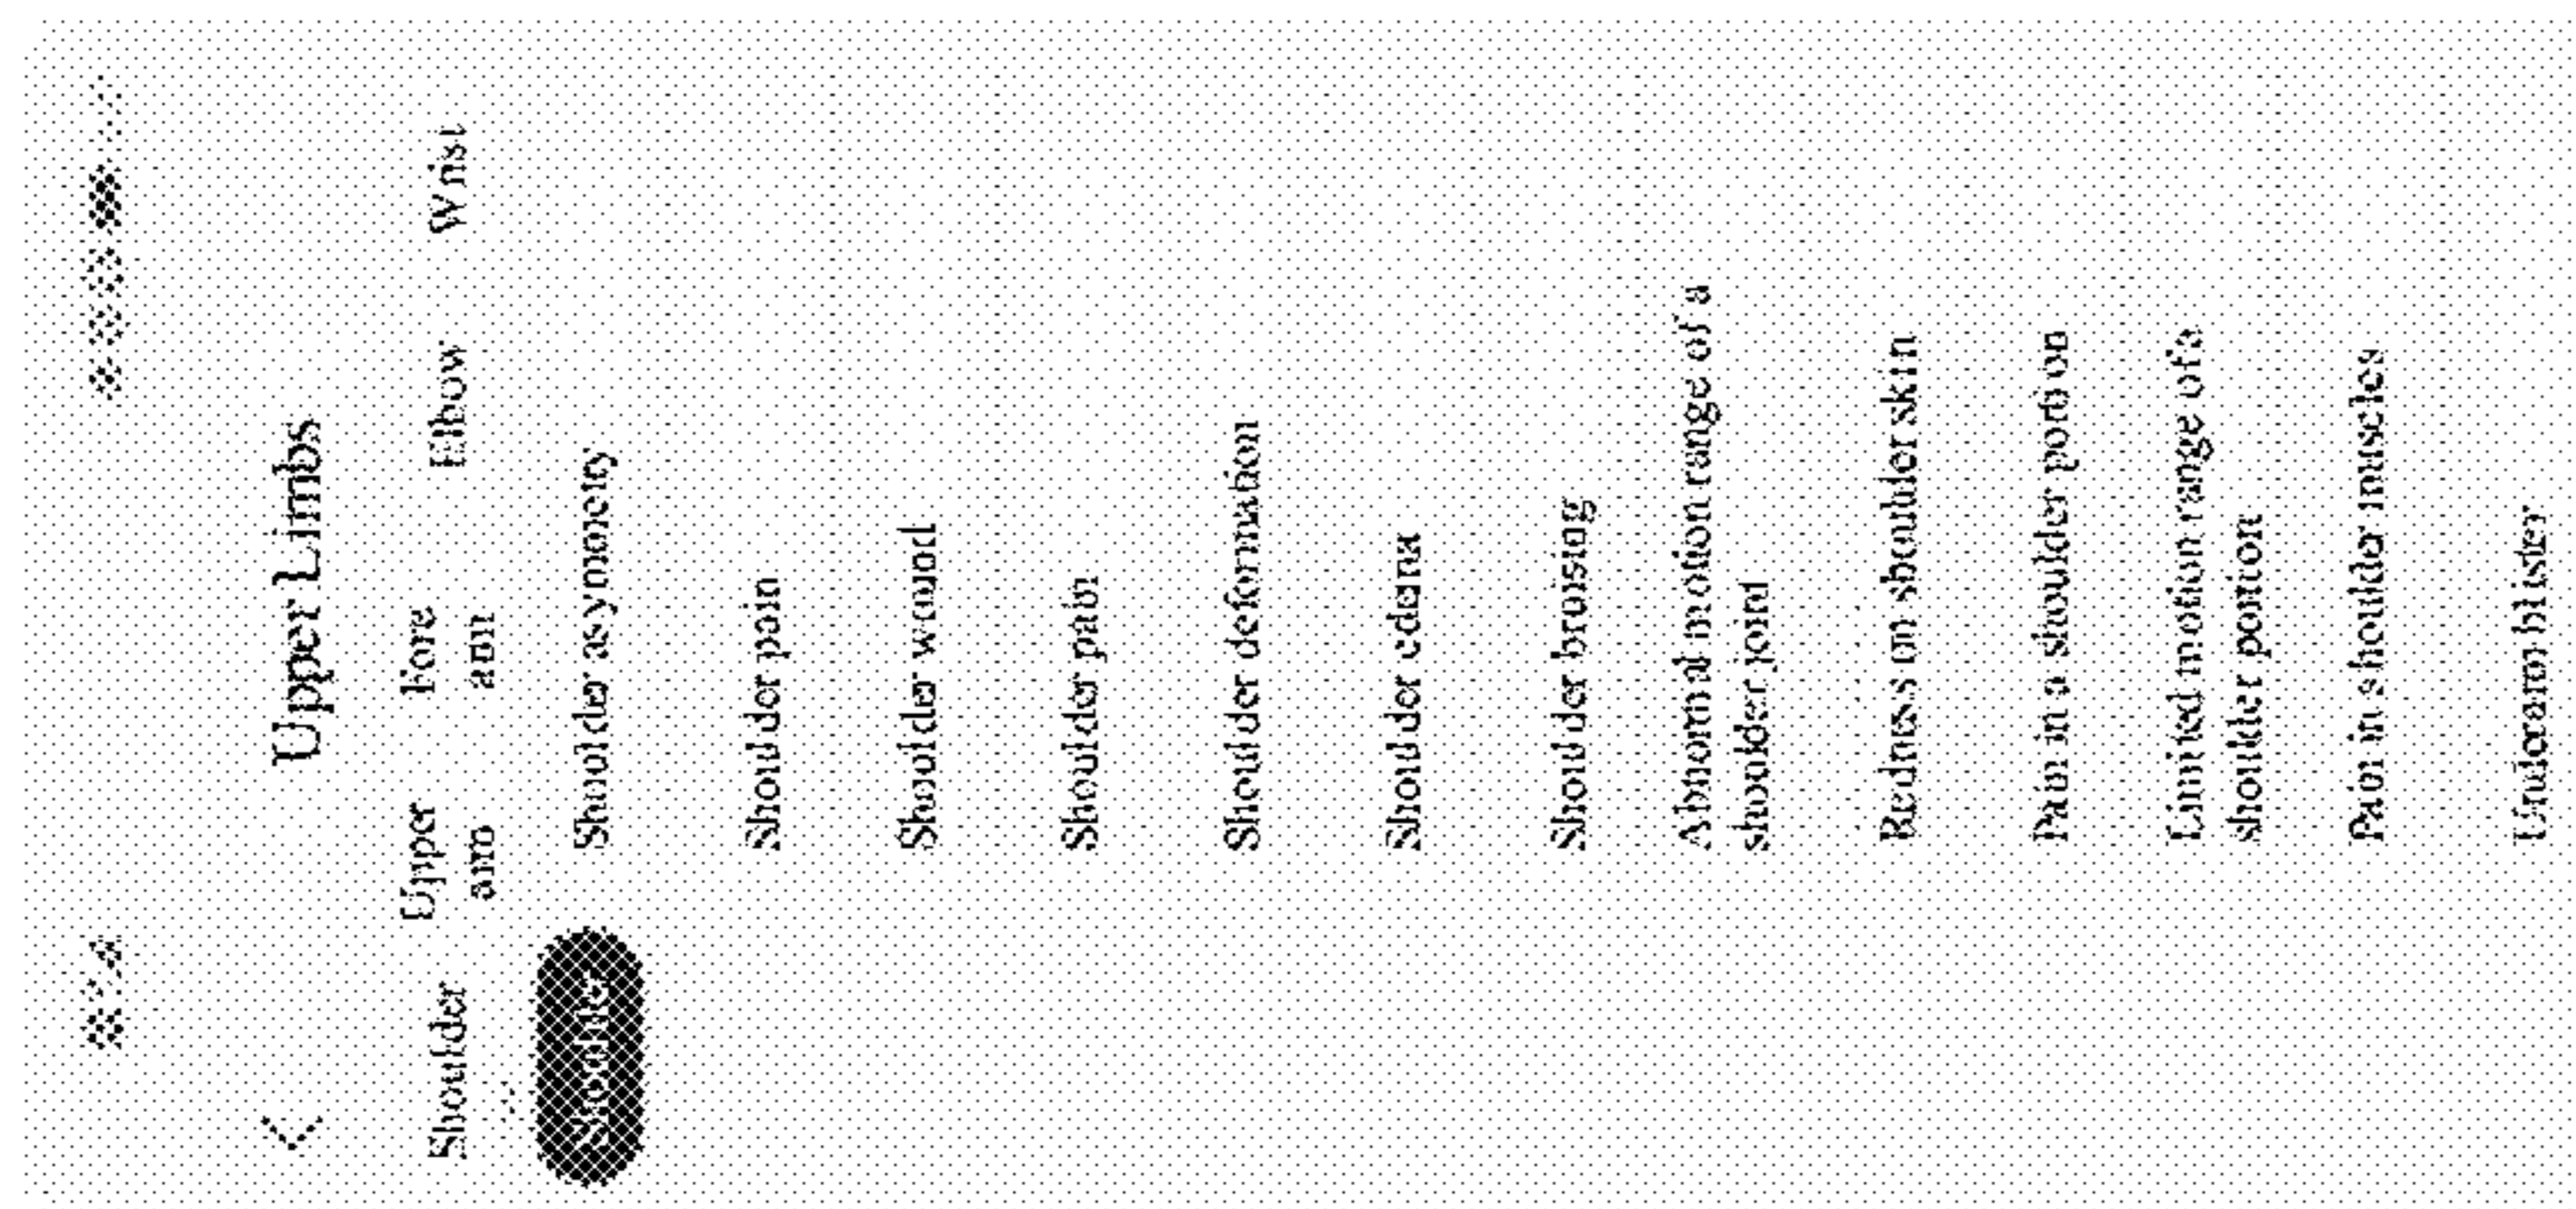 Upper Limbs
Shoulder
Upper
arm
Fore
arm
Elbow
Wrist
Shoulder
Shoulder asymmetry
Shoulder pain
Shoulder wound
Shoulder pain
Shoulder deformation
Shoulder edema
Shoulder bruising
Abnormal motion range of a
shoulder joint
Redness on shoulder skin
Pain in a shoulder portion
Limited motion range of a
shoulder portion
Pain in shoulder muscles
Underarm blister